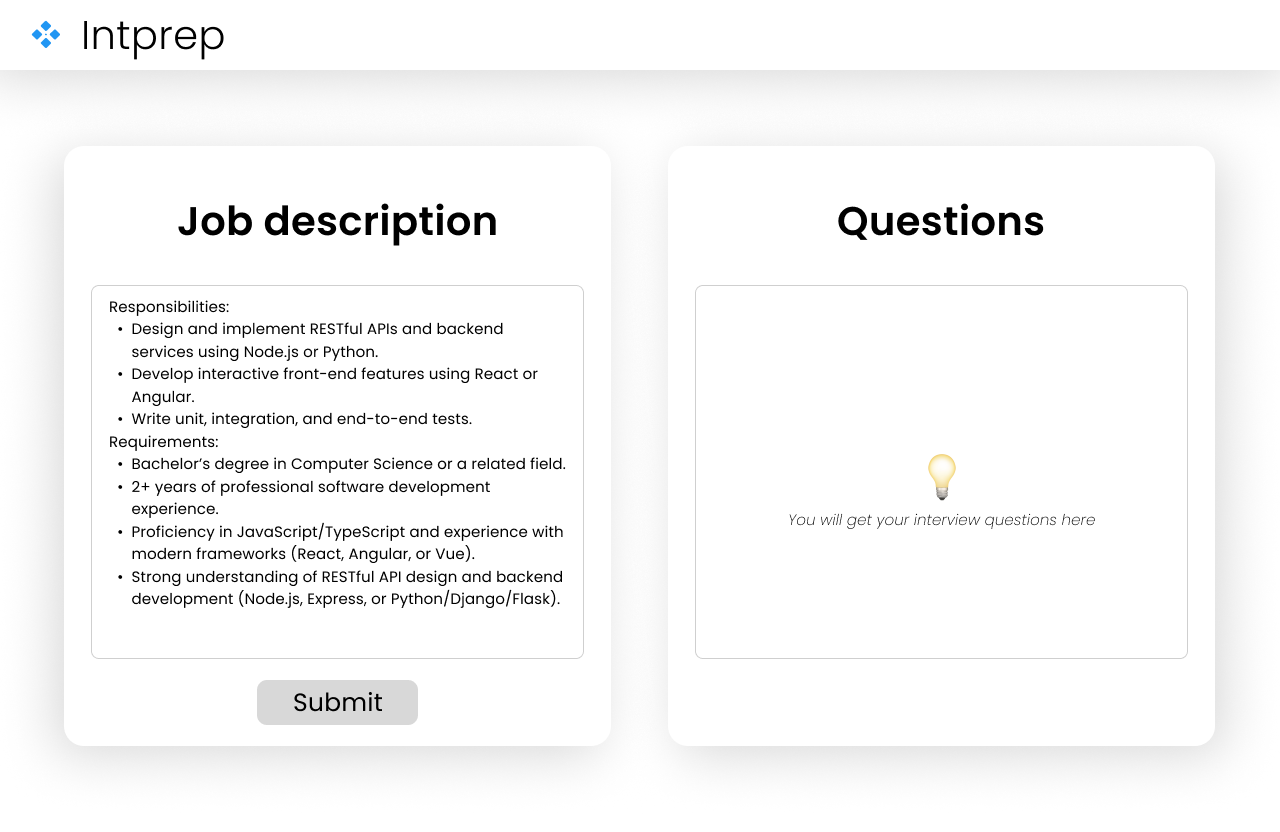 Intprep
Job description
Responsibilities:
• Design and implement RESTful APIs and backend
services using Node.js or Python.
• Develop interactive front-end features using React or
Angular.
• Write unit, integration, and end-to-end tests.
Requirements:
• Bachelor’s degree in Computer Science or a related field.
• 2+ years of professional software development
experience.
• Proficiency in JavaScript/TypeScript and experience with
modern frameworks (React, Angular, or Vue).
• Strong understanding of RESTful API design and backend
development (Node.js, Express, or Python/Django/Flask).
Submit
Questions
You will get your interview questions here